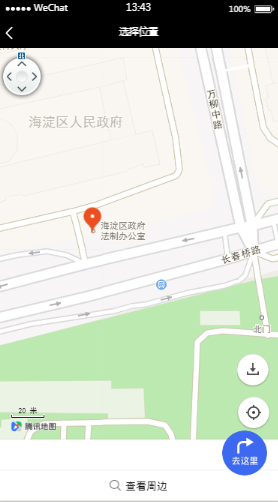 WeChat 13:43 100%
选择位置
万柳中路
海淀区人民政府
海淀区政府
法制办公室
长春桥路
北门
20 米
腾讯地图
去这里
查看周边